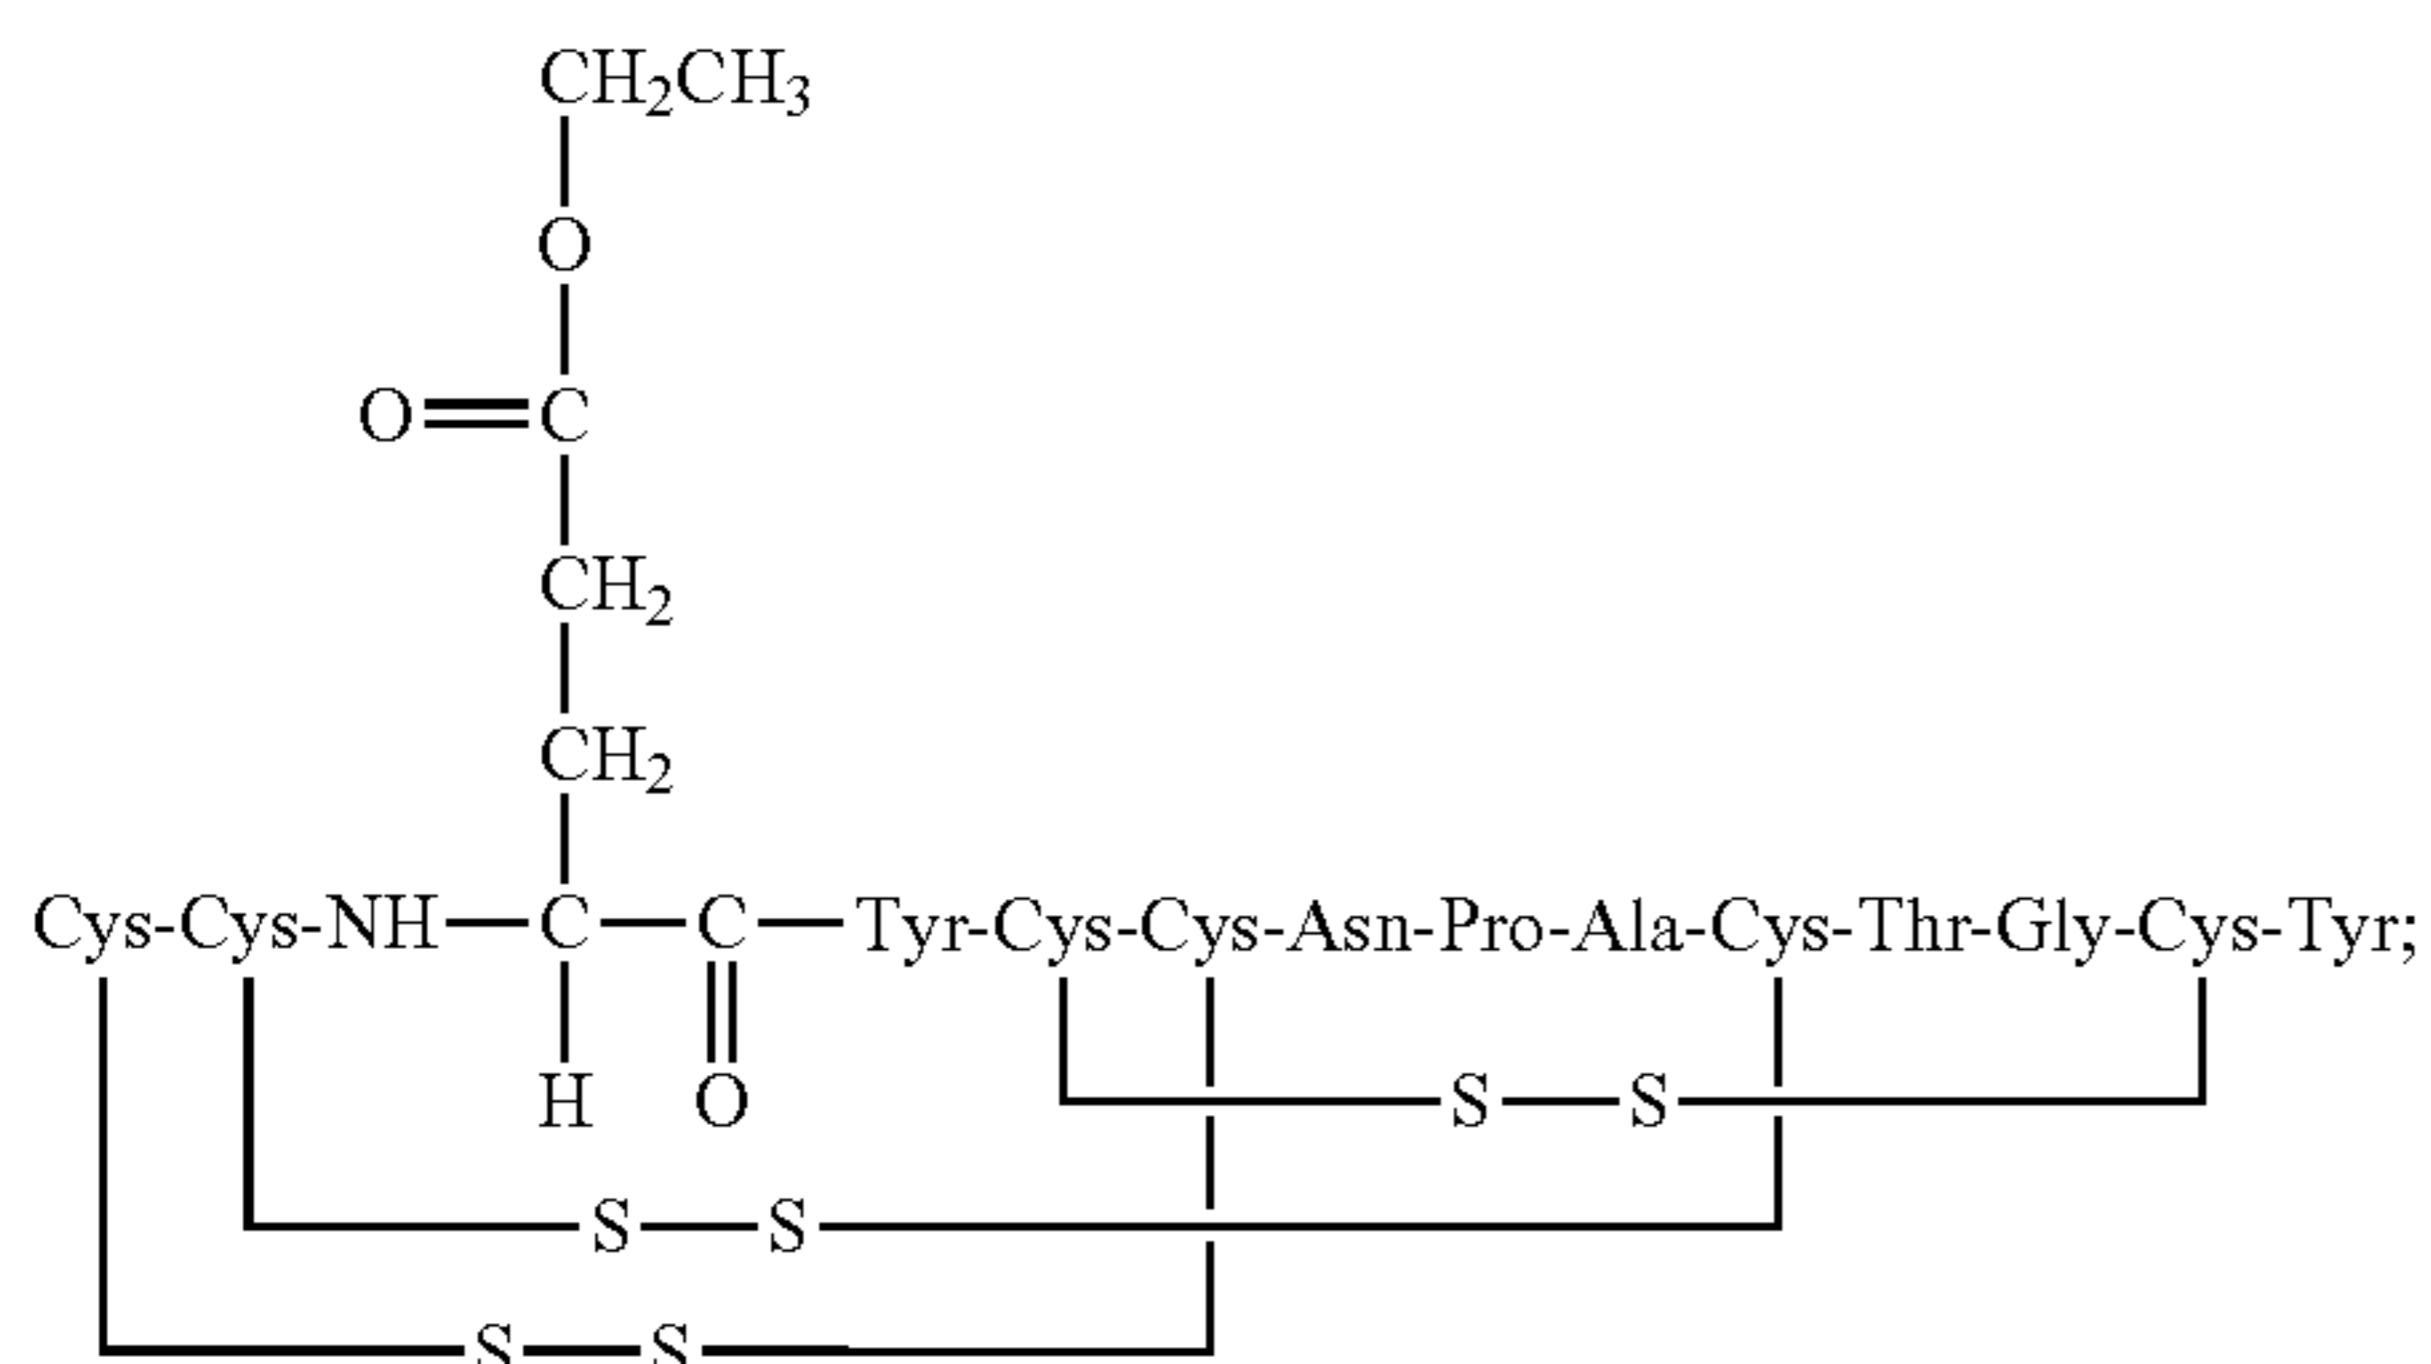 CH2CH3
O
O=C
CH2
CH2
Cys-Cys-NH—C—C—Tyr-Cys-Cys-Asn-Pro-Ala-Cys-Thr-Gly-Cys-Tyr;
H O S—S
S—S
S—S